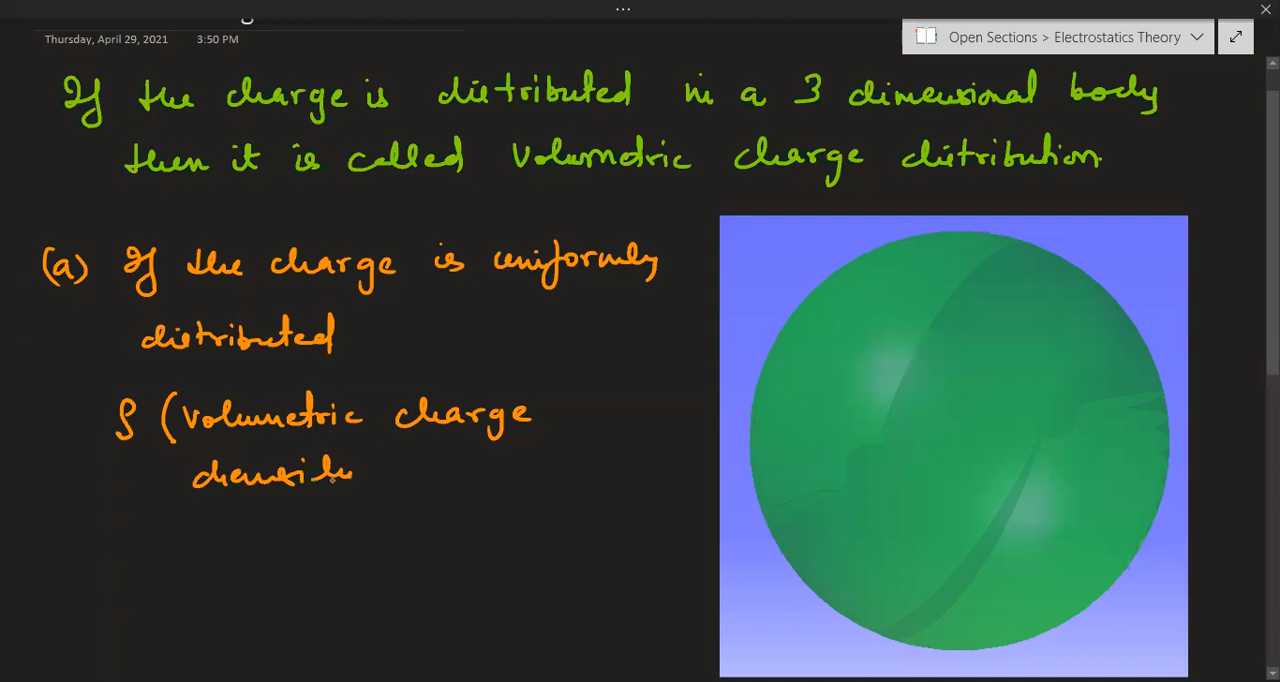 Thursday, April 29, 2021 3:50 PM
Open Sections > Electrostatics Theory
If the charge is distributed in a 3 dimensional body
then it is called volumetric charge distribution.
(a) If the charge is uniformly
distributed
ρ (volumetric charge